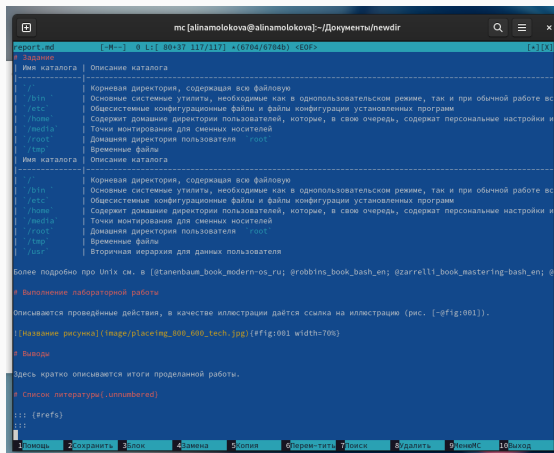 mc [alinamolokova@alinamolokova]:~/Документы/newdir
report.md [-M--] 0 L:[ 80+37 117/117] *(6704/6704b) <EOF> [*][X]
# Задание
| Имя каталога | Описание каталога
|--------------|
| `/` | Корневая директория, содержащая всю файловую
| `/bin ` | Основные системные утилиты, необходимые как в однопользовательском режиме, так и при обычной работе вс
| `/etc` | Общесистемные конфигурационные файлы и файлы конфигурации установленных программ
| `/home` | Содержит домашние директории пользователей, которые, в свою очередь, содержат персональные настройки и
| `/media` | Точки монтирования для сменных носителей
| `/root` | Домашняя директория пользователя `root`
| `/tmp` | Временные файлы
| Имя каталога | Описание каталога
|--------------|
| `/` | Корневая директория, содержащая всю файловую
| `/bin ` | Основные системные утилиты, необходимые как в однопользовательском режиме, так и при обычной работе вс
| `/etc` | Общесистемные конфигурационные файлы и файлы конфигурации установленных программ
| `/home` | Содержит домашние директории пользователей, которые, в свою очередь, содержат персональные настройки и
| `/media` | Точки монтирования для сменных носителей
| `/root` | Домашняя директория пользователя `root`
| `/tmp` | Временные файлы
| `/usr` | Вторичная иерархия для данных пользователя
Более подробно про Unix см. в [@tanenbaum_book_modern-os_ru; @robbins_book_bash_en; @zarrelli_book_mastering-bash_en; @
# Выполнение лабораторной работы
Описываются проведённые действия, в качестве иллюстрации даётся ссылка на иллюстрацию (рис. [-@fig:001]).
![Название рисунка](image/placeimg_800_600_tech.jpg){#fig:001 width=70%}
# Выводы
Здесь кратко описываются итоги проделанной работы.
# Список литературы{.unnumbered}
::: {#refs}
:::
1Помощь 2Сохранить 3Блок 4Замена 5Копия 6Перем~тить 7Поиск 8Удалить 9МенюМС 10Выход